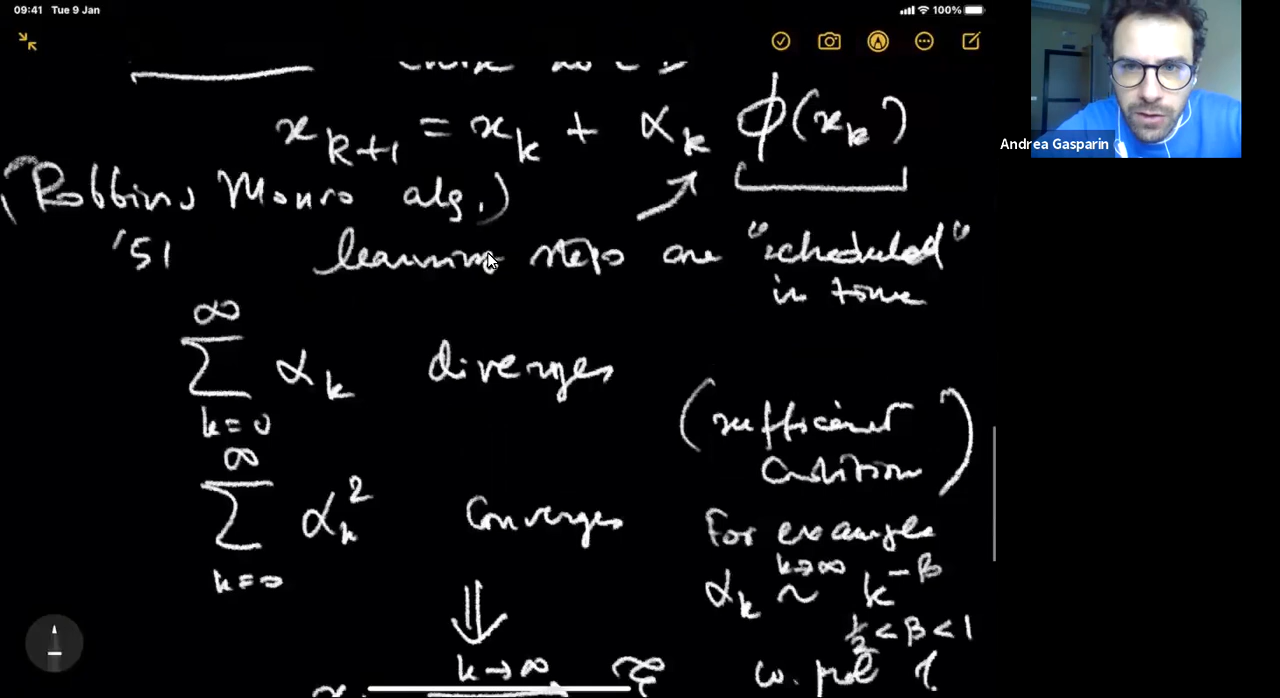 09:41 Tue 9 Jan
100%
Andrea Gasparin
x_{k+1} = x_k + α_k ϕ(x_k)
(Robbins Monro alg.)
'51
learning steps are "scheduled"
in time
∞
Σ α_k diverges
k=0
(sufficient
condition)
∞
Σ α_k^2 converges
k=0
For example
k→∞
α_k ~ k^{-β}
1/2 < β < 1
⇓
k→∞
w. prob 1